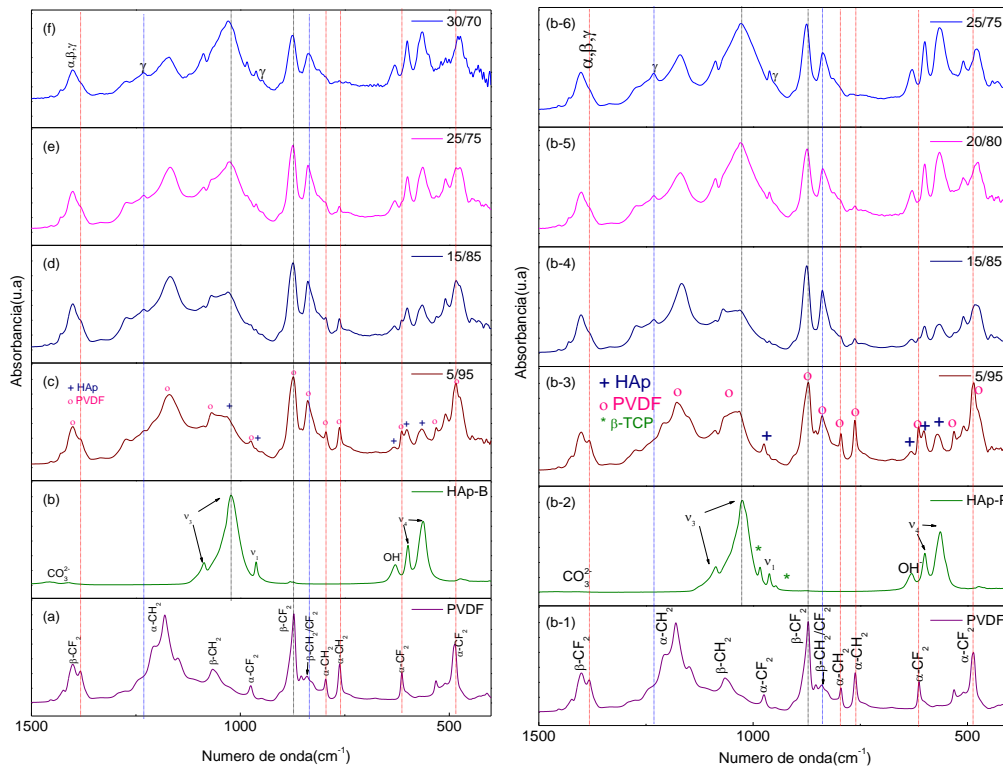 (f)
30/70
α,β,γ
γ
γ
(e)
25/75
(d)
15/85
(c)
5/95
+ HAp
o PVDF
(b)
HAp-B
ν3
ν1
ν4
OH-
CO3 2-
(a)
PVDF
β-CF2
α-CH2
β-CH2
α-CF2
β-CF2
β-CH2/CF2
α-CH2
α-CH2
α-CF2
α-CF2
1500
1000
500
Numero de onda(cm-1)
Absorbancia(u.a)
(b-6)
25/75
α,β,γ
γ
γ
(b-5)
20/80
(b-4)
15/85
(b-3)
5/95
+ HAp
o PVDF
* β-TCP
(b-2)
ν3
ν1
ν4
OH
CO3 2-
(b-1)
PVDF
β-CF2
α-CH2
β-CH2
α-CF2
β-CF2
β-CH2/CF2
α-CH2
α-CH2
α-CF2
α-CF2
1500
1000
500
Numero de onda(cm-1)
Absorbancia(u.a)